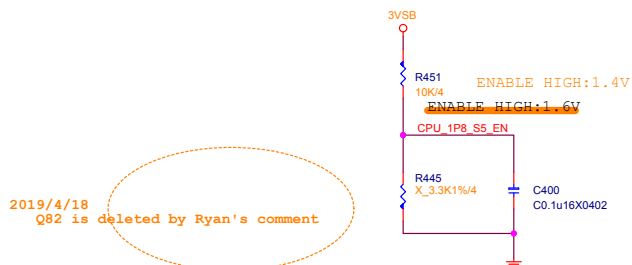 3VSB
R451
10K/4
ENABLE HIGH:1.4V
ENABLE HIGH:1.6V
CPU_1P8_S5_EN
R445
X_3.3K1%/4
C400
C0.1u16X0402
2019/4/18
Q82 is deleted by Ryan's comment